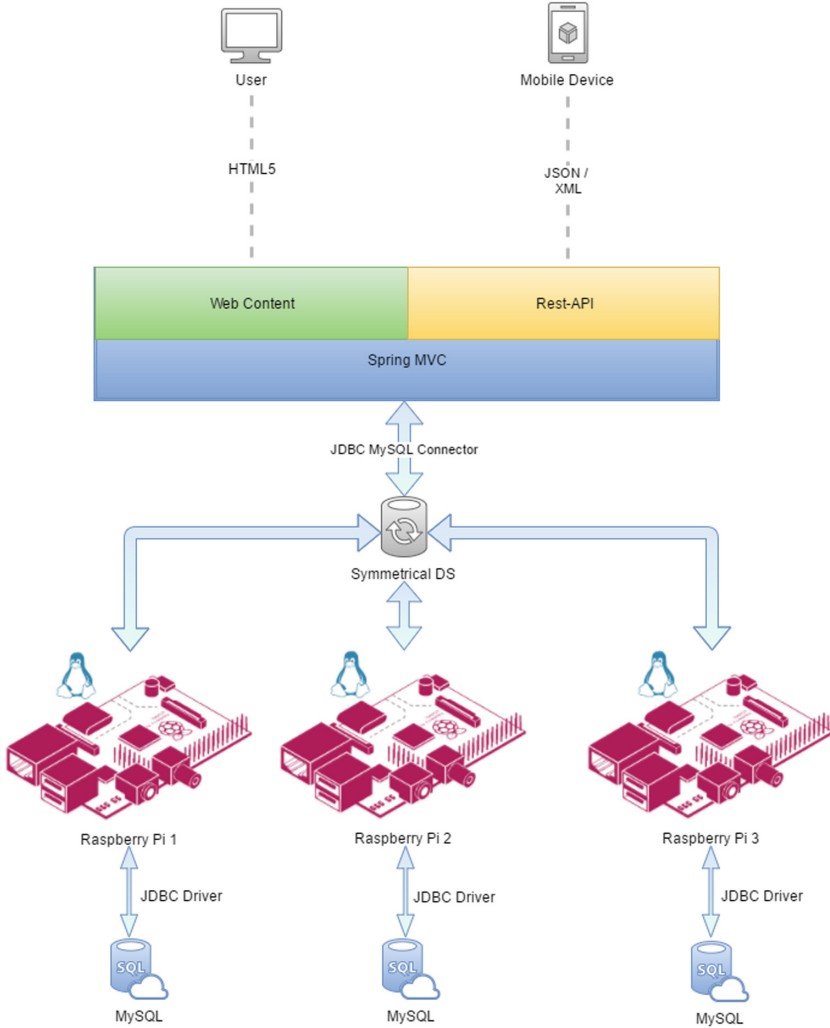 User
Mobile Device
HTML5
JSON /
XML
Web Content
Rest-API
Spring MVC
JDBC MySQL Connector
Symmetrical DS
Raspberry Pi 1
Raspberry Pi 2
Raspberry Pi 3
JDBC Driver
JDBC Driver
JDBC Driver
SQL
SQL
SQL
MySQL
MySQL
MySQL